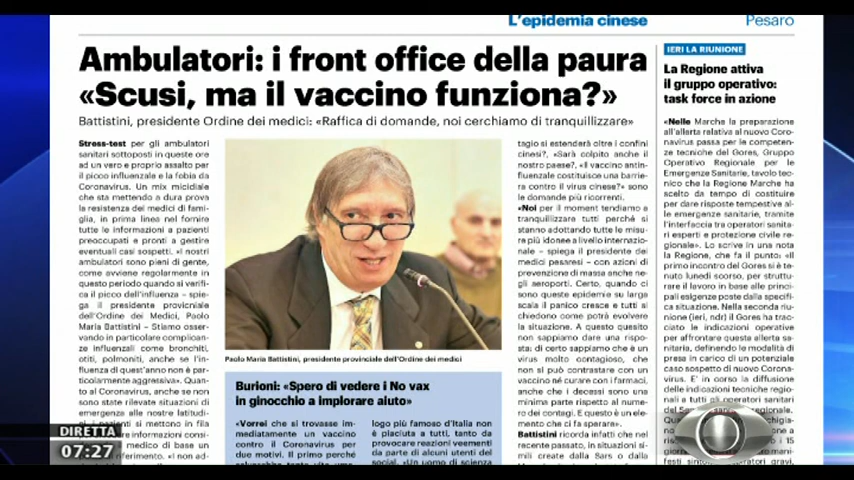 L'epidemia cinese
Pesaro
Ambulatori: i front office della paura
«Scusi, ma il vaccino funziona?»
Battistini, presidente Ordine dei medici: «Raffica di domande, noi cerchiamo di tranquillizzare»
Stress-test per gli ambulatori
sanitari sottoposti in queste ore
ad un vero e proprio assalto per
il picco influenzale e la fobia da
Coronavirus. Un mix micidiale
che sta mettendo a dura prova
la resistenza dei medici di fami-
glia, in prima linea nel fornire
tutte le informazioni a pazienti
preoccupati e pronti a gestire
eventuali casi sospetti. «I nostri
ambulatori sono pieni di gente,
come avviene regolarmente in
questo periodo quando si verifica
il picco dell'influenza – spie-
ga il presidente provinciale
dell'Ordine dei Medici, Paolo
Maria Battistini – Stiamo osser-
vando in particolare complican-
ze influenzali come bronchiti,
otiti, polmoniti, anche se l'in-
fluenza di quest'anno non è par-
ticolarmente aggressiva». Quan-
to al Coronavirus, anche se non
sono state rilevate situazioni di
emergenza alle nostre latitudi-
pazienti si mettono in fila
informazioni consi-
medico di base un
riferimento. «I non ad-
Paolo Maria Battistini, presidente provinciale dell'Ordine dei medici
Burioni: «Spero di vedere i No vax
in ginocchio a implorare aiuto»
«Vorrei che si trovasse im-
mediatamente un vaccino
contro il Coronavirus per
due motivi. Il primo perché
logo più famoso d'Italia non
è piaciuta a tutti, tanto da
provocare reazioni veementi
da parte di alcuni utenti del
social. «Un uomo di scienza
tagio si estenderà oltre i confini
cinesi?, «Sarà colpito anche il
nostro paese?, «Il vaccino anti-
influenzale costituisce una barrie-
ra contro il virus cinese?» sono
le domande più ricorrenti.
«Noi per il momento tendiamo a
tranquillizzare tutti perché si
stanno adottando tutte le misu-
re più idonee a livello internazio-
nale – spiega il presidente dei
medici pesaresi – con azioni di
prevenzione di massa anche ne-
gli aeroporti. Certo, quando ci
sono queste epidemie su larga
scala il panico cresce e tutti si
chiedono come potrà evolvere
la situazione. A questo quesito
non sappiamo dare una rispo-
sta: di certo sappiamo che è un
virus molto contagioso, che
non si può contrastare con un
vaccino né curare con i farmaci,
anche che i decessi sono una
minima parte rispetto al nume-
ro dei contagi. E questo è un ele-
mento che ci fa sperare».
Battistini ricorda infatti che nel
recente passato, in situazioni si-
mili create dalla Sars o dalla
IERI LA RIUNIONE
La Regione attiva
il gruppo operativo:
task force in azione
«Nelle Marche la preparazione
all'allerta relativa al nuovo Coro-
navirus passa per le competen-
ze tecniche del Gores, Gruppo
Operativo Regionale per le
Emergenze Sanitarie, tavolo tec-
nico che la Regione Marche ha
scelto da tempo di costituire
per dare risposte tempestive al-
le emergenze sanitarie, tramite
l'interfaccia tra operatori sanita-
ri esperti e protezione civile re-
gionale». Lo scrive in una nota
la Regione, che fa il punto: «Il
primo incontro del Gores si è te-
nuto lunedì scorso, per struttu-
rare il lavoro in base alle princi-
pali esigenze poste dalla specifi-
ca situazione. Nella seconda riu-
nione (ieri, ndr) il Gores ha trac-
ciato le indicazioni operative
per affrontare questa allerta sa-
nitaria, definendo le modalità di
presa in carico di un potenziale
caso sospetto di nuovo Corona-
virus. E' in corso la diffusione
delle indicazioni tecniche regio-
nali a tutti gli operatori sanitari
DIRETTA
07:27